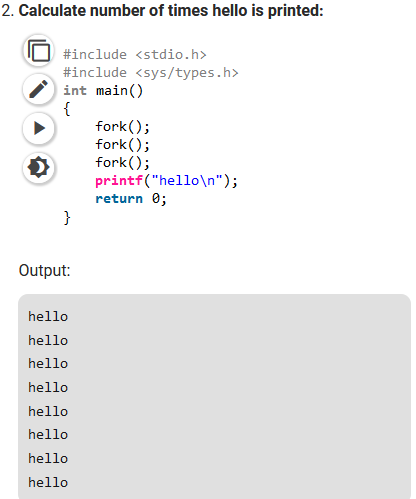 2. Calculate number of times hello is printed:
#include <stdio.h>
#include <sys/types.h>
int main()
{
    fork();
    fork();
    fork();
    printf("hello\n");
    return 0;
}
Output:
hello
hello
hello
hello
hello
hello
hello
hello